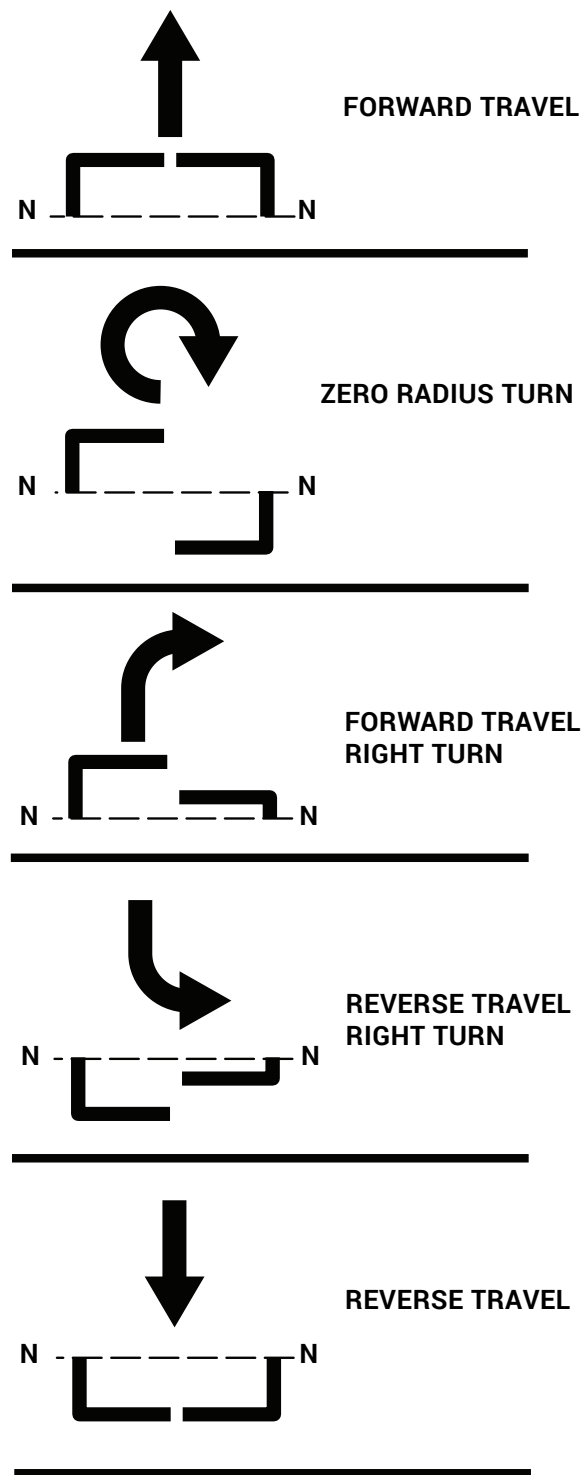 FORWARD TRAVEL
N N
ZERO RADIUS TURN
N N
FORWARD TRAVEL
RIGHT TURN
N N
REVERSE TRAVEL
RIGHT TURN
N N
REVERSE TRAVEL
N N